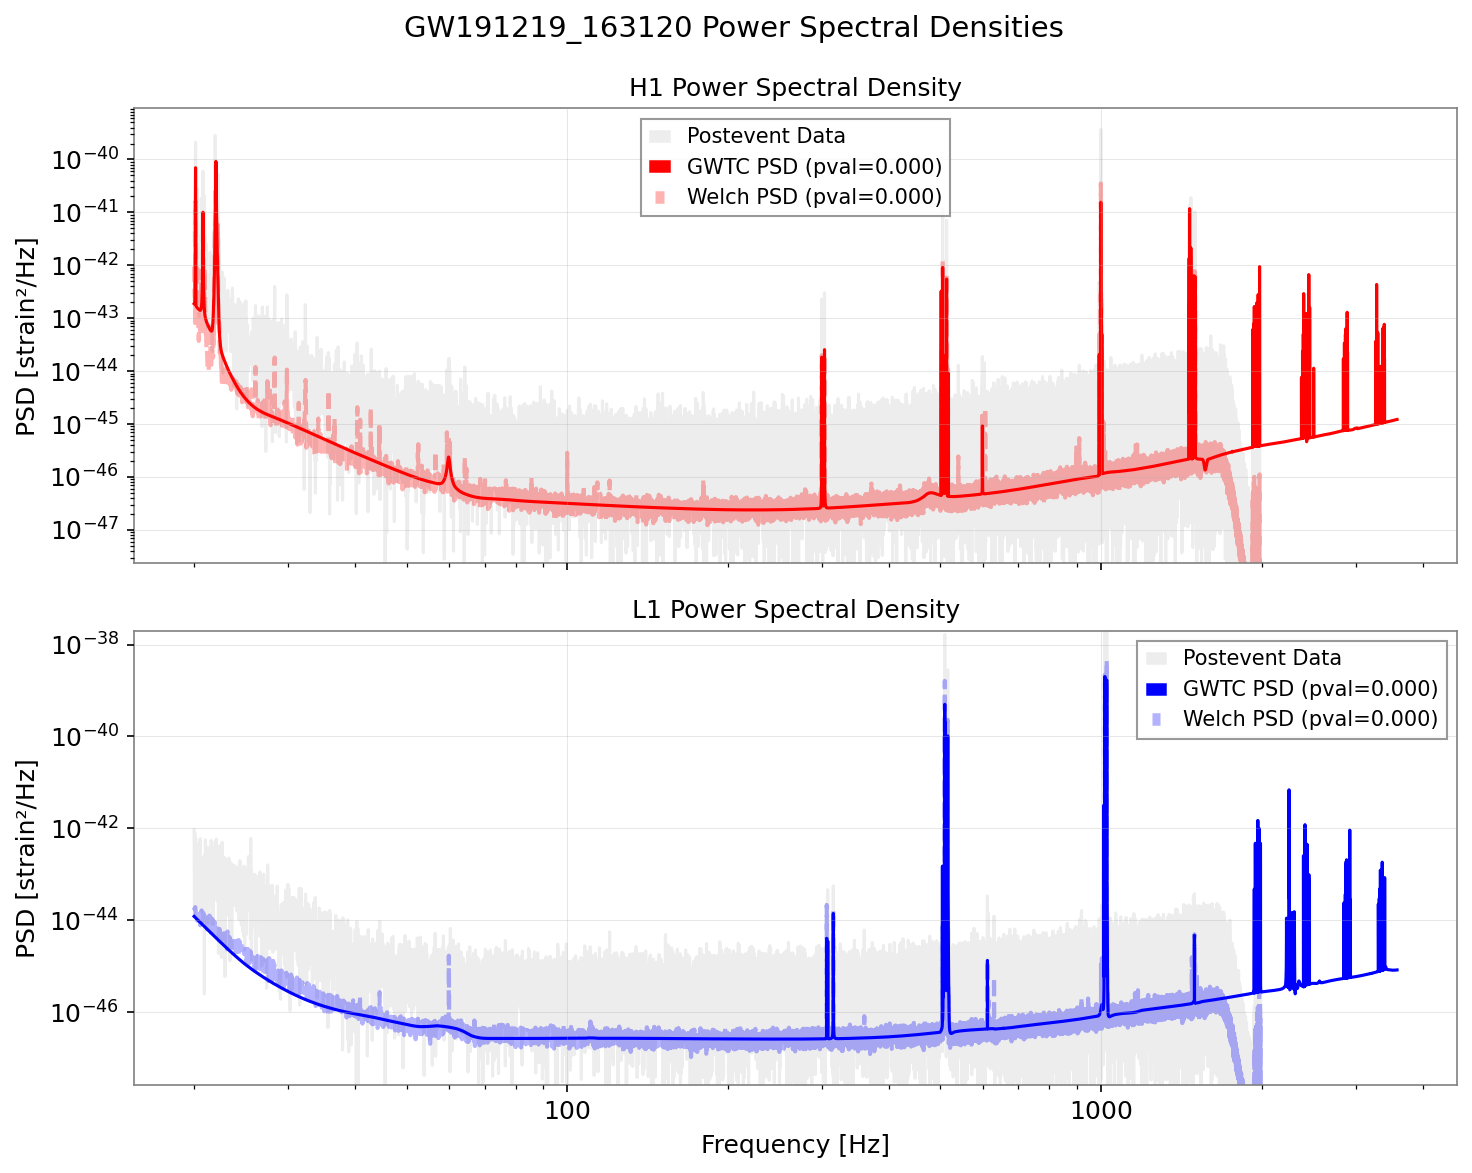 GW191219_163120 Power Spectral Densities
H1 Power Spectral Density
PSD [strain²/Hz]
10⁻⁴⁰
10⁻⁴¹
10⁻⁴²
10⁻⁴³
10⁻⁴⁴
10⁻⁴⁵
10⁻⁴⁶
10⁻⁴⁷
Postevent Data
GWTC PSD (pval=0.000)
Welch PSD (pval=0.000)
L1 Power Spectral Density
PSD [strain²/Hz]
10⁻³⁸
10⁻⁴⁰
10⁻⁴²
10⁻⁴⁴
10⁻⁴⁶
Postevent Data
GWTC PSD (pval=0.000)
Welch PSD (pval=0.000)
100 1000
Frequency [Hz]